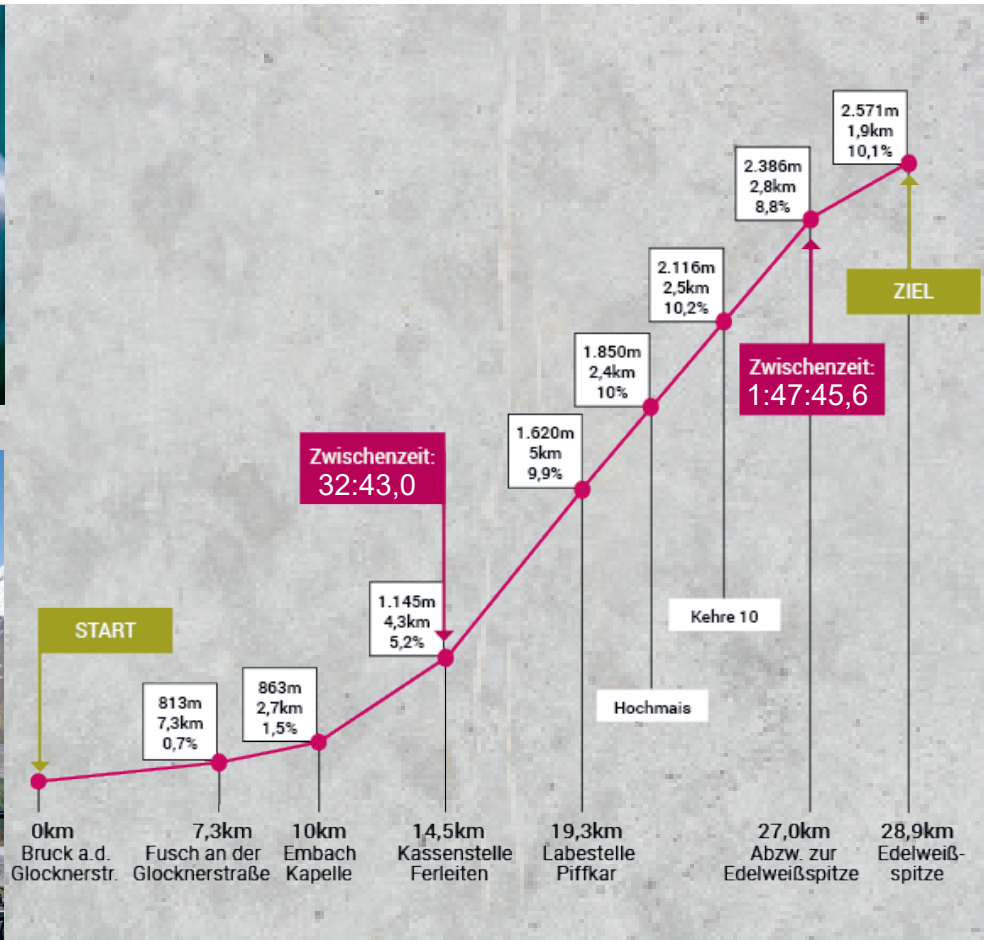 2.571m
1,9km
10,1%
2.386m
2,8km
8,8%
2.116m
2,5km
10,2%
ZIEL
1.850m
2,4km
10%
Zwischenzeit:
1:47:45,6
1.620m
5km
9,9%
Zwischenzeit:
32:43,0
1.145m
4,3km
5,2%
START
Kehre 10
863m
2,7km
1,5%
813m
7,3km
0,7%
Hochmais
0km
Bruck a.d.
Glocknerstr.
7,3km
Fusch an der
Glocknerstraße
10km
Embach
Kapelle
14,5km
Kassenstelle
Ferleiten
19,3km
Labestelle
Piffkar
27,0km
Abzw. zur
Edelweißspitze
28,9km
Edelweiß-
spitze